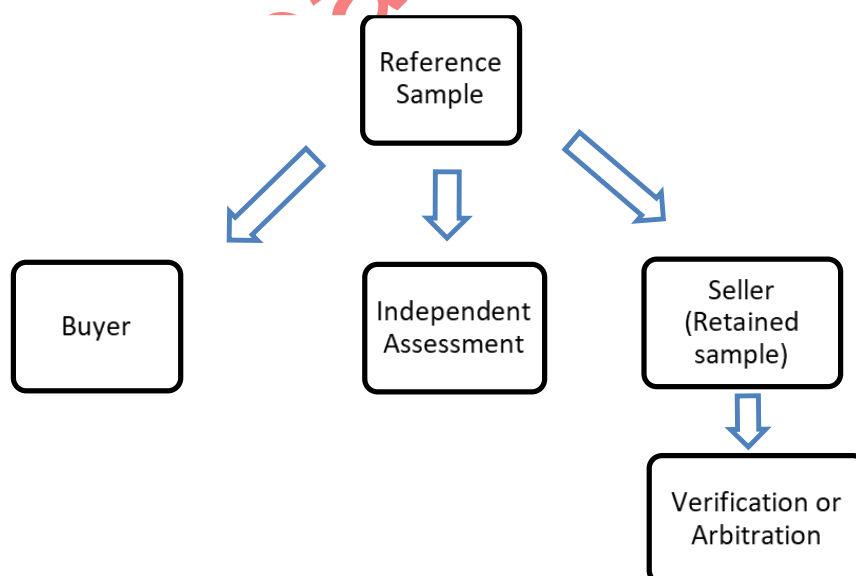 Reference
Sample
Buyer
Independent
Assessment
Seller
(Retained
sample)
Verification or
Arbitration